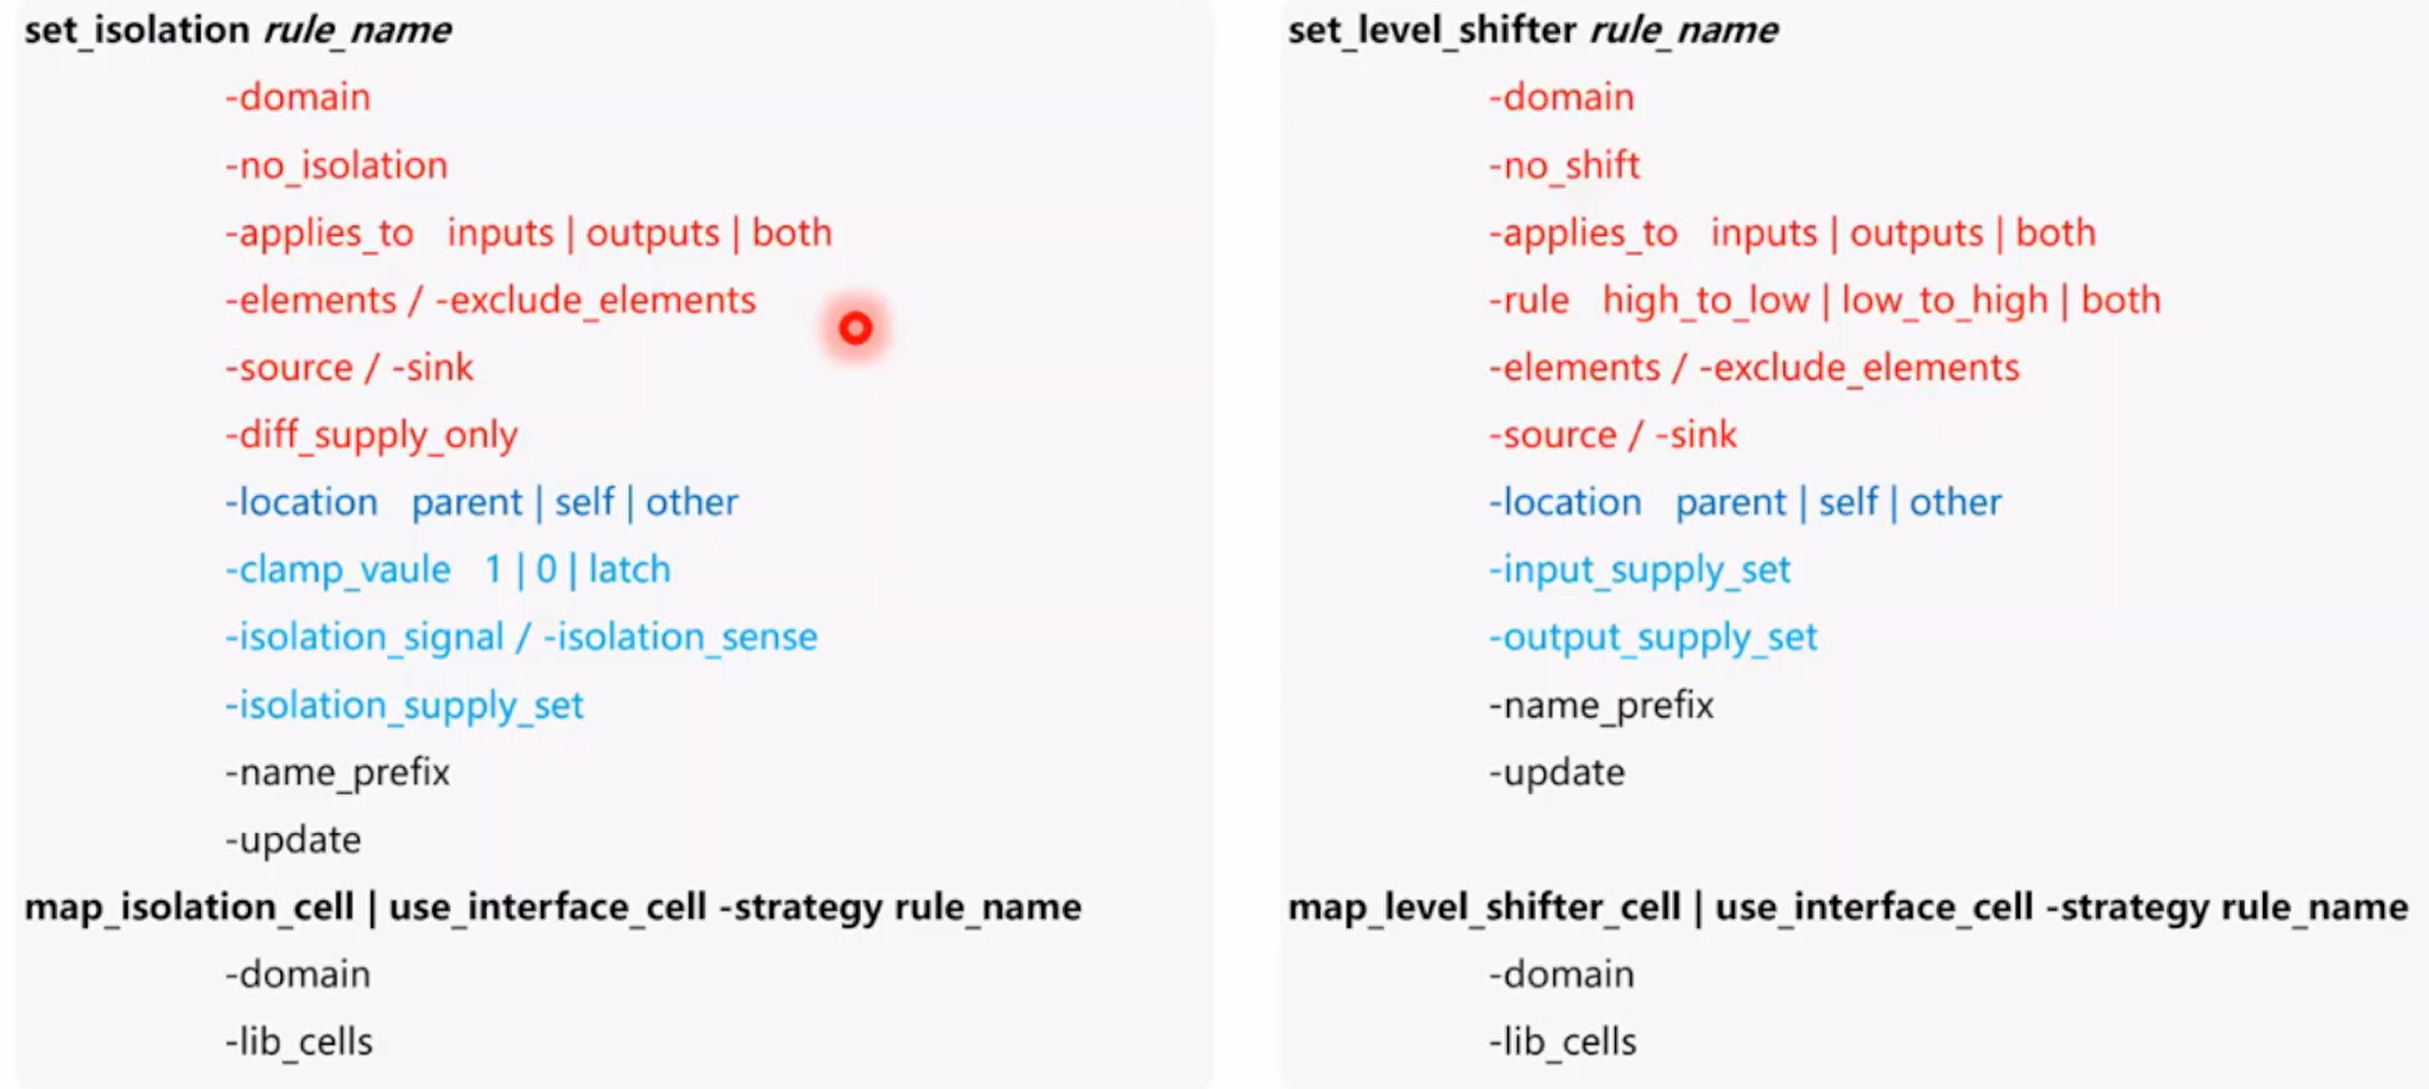 set_isolation rule_name
-domain
-no_isolation
-applies_to inputs | outputs | both
-elements / -exclude_elements
-source / -sink
-diff_supply_only
-location parent | self | other
-clamp_vaule 1 | 0 | latch
-isolation_signal / -isolation_sense
-isolation_supply_set
-name_prefix
-update
map_isolation_cell | use_interface_cell -strategy rule_name
-domain
-lib_cells
set_level_shifter rule_name
-domain
-no_shift
-applies_to inputs | outputs | both
-rule high_to_low | low_to_high | both
-elements / -exclude_elements
-source / -sink
-location parent | self | other
-input_supply_set
-output_supply_set
-name_prefix
-update
map_level_shifter_cell | use_interface_cell -strategy rule_name
-domain
-lib_cells